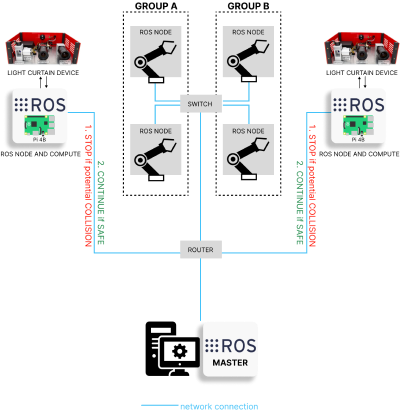 GROUP A
GROUP B
ROS NODE
ROS NODE
LIGHT CURTAIN DEVICE
LIGHT CURTAIN DEVICE
ROS
Pi 4B
ROS NODE AND COMPUTE
ROS
Pi 4B
ROS NODE AND COMPUTE
SWITCH
ROS NODE
ROS NODE
1. STOP if potential COLLISION
2. CONTINUE if SAFE
1. STOP if potential COLLISION
2. CONTINUE if SAFE
ROUTER
ROS
MASTER
network connection